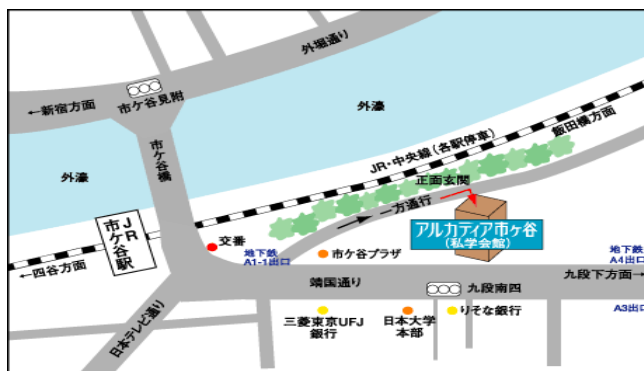 外堀通り
←新宿方面
市ケ谷見附
外濠
飯田橋方面
JR・中央線（各駅停車）
市ケ谷橋
外濠
正面玄関
一方通行
JR
市ケ谷駅
交番
アルカディア市ヶ谷
（私学会館）
地下鉄
A1-1出口
市ケ谷プラザ
地下鉄
A4出口
←四谷方面
靖国通り
九段南四
九段下方面→
日本テレビ通り
三菱東京UFJ
銀行
日本大学
本部
りそな銀行
A3出口